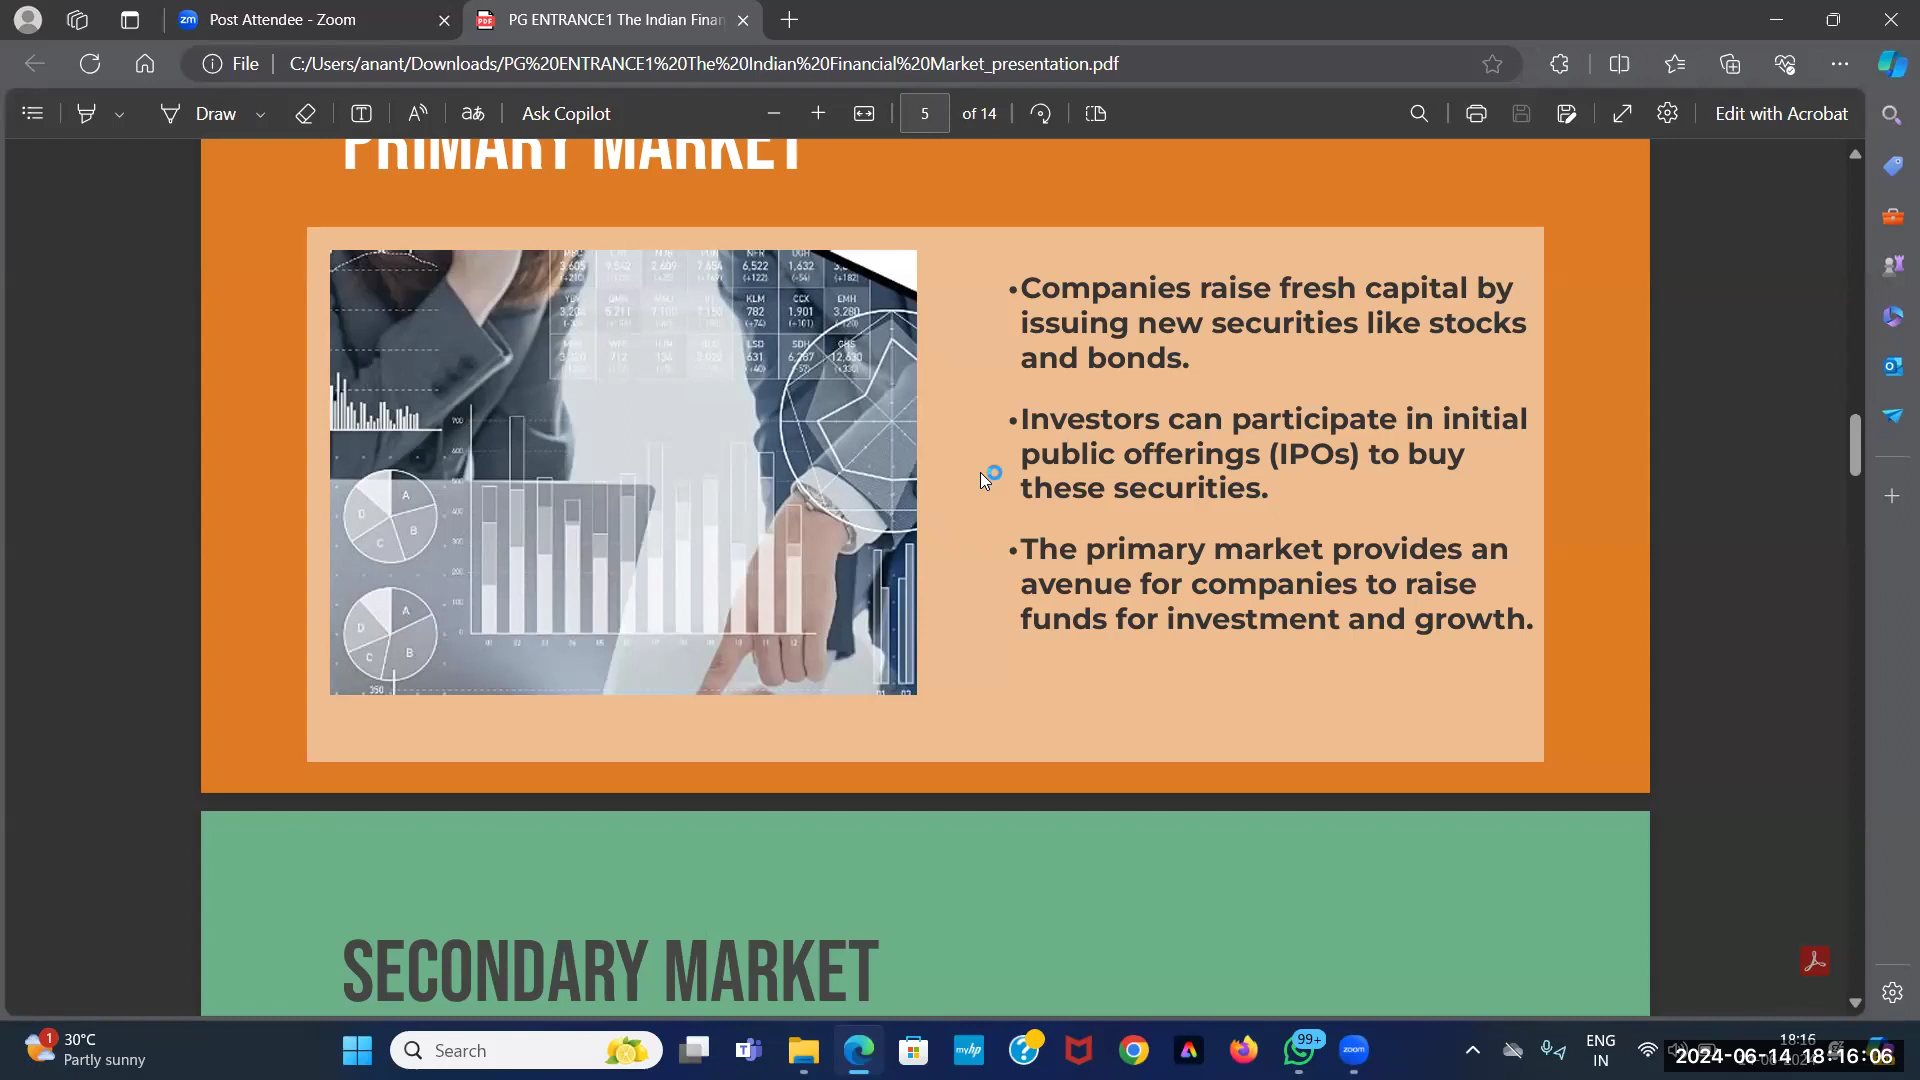 Post Attendee - Zoom
PG ENTRANCE1 The Indian Finan
File
C:/Users/anant/Downloads/PG%20ENTRANCE1%20The%20Indian%20Financial%20Market_presentation.pdf
Draw
Ask Copilot
5
of 14
Edit with Acrobat
PRIMARY MARKET
•Companies raise fresh capital by
issuing new securities like stocks
and bonds.
•Investors can participate in initial
public offerings (IPOs) to buy
these securities.
•The primary market provides an
avenue for companies to raise
funds for investment and growth.
SECONDARY MARKET
30°C
Partly sunny
Search
99+
zoom
ENG
IN
18:16
2024-06-14 18:16:06